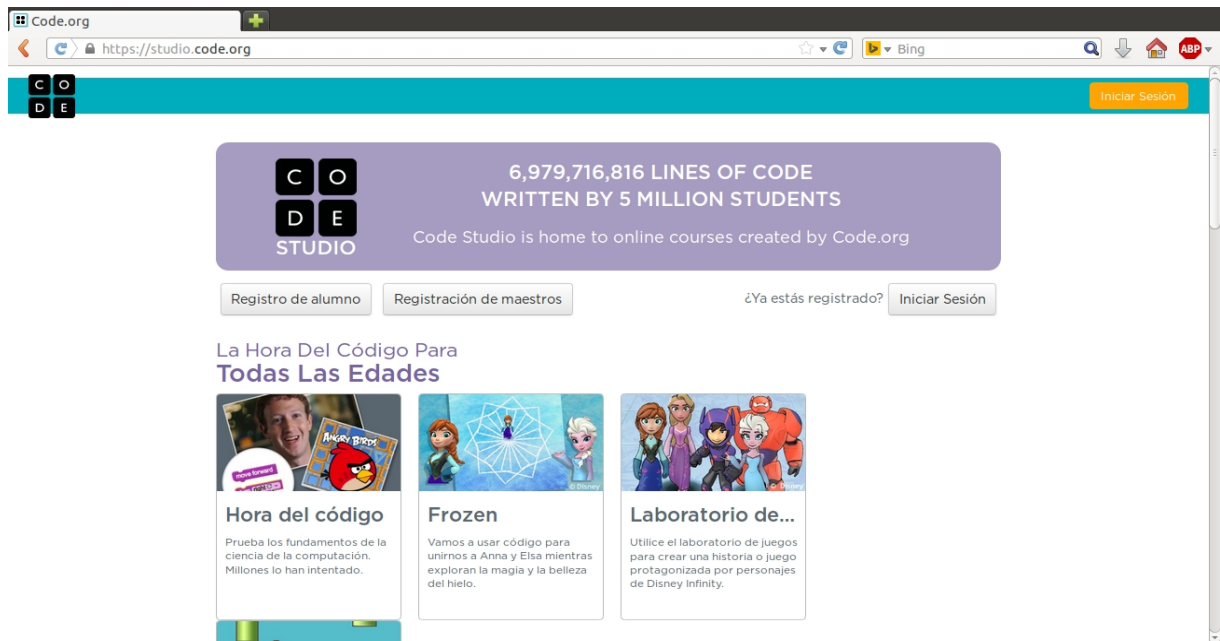 Code.org
https://studio.code.org
Bing
ABP
C O
D E
Iniciar Sesión
C O
D E
STUDIO
6,979,716,816 LINES OF CODE
WRITTEN BY 5 MILLION STUDENTS
Code Studio is home to online courses created by Code.org
Registro de alumno
Registración de maestros
¿Ya estás registrado?
Iniciar Sesión
La Hora Del Código Para
Todas Las Edades
ANGRY BIRDS
move forward
© Disney
© Disney
Hora del código
Prueba los fundamentos de la
ciencia de la computación.
Millones lo han intentado.
Frozen
Vamos a usar código para
unirnos a Anna y Elsa mientras
exploran la magia y la belleza
del hielo.
Laboratorio de...
Utilice el laboratorio de juegos
para crear una historia o juego
protagonizada por personajes
de Disney Infinity.